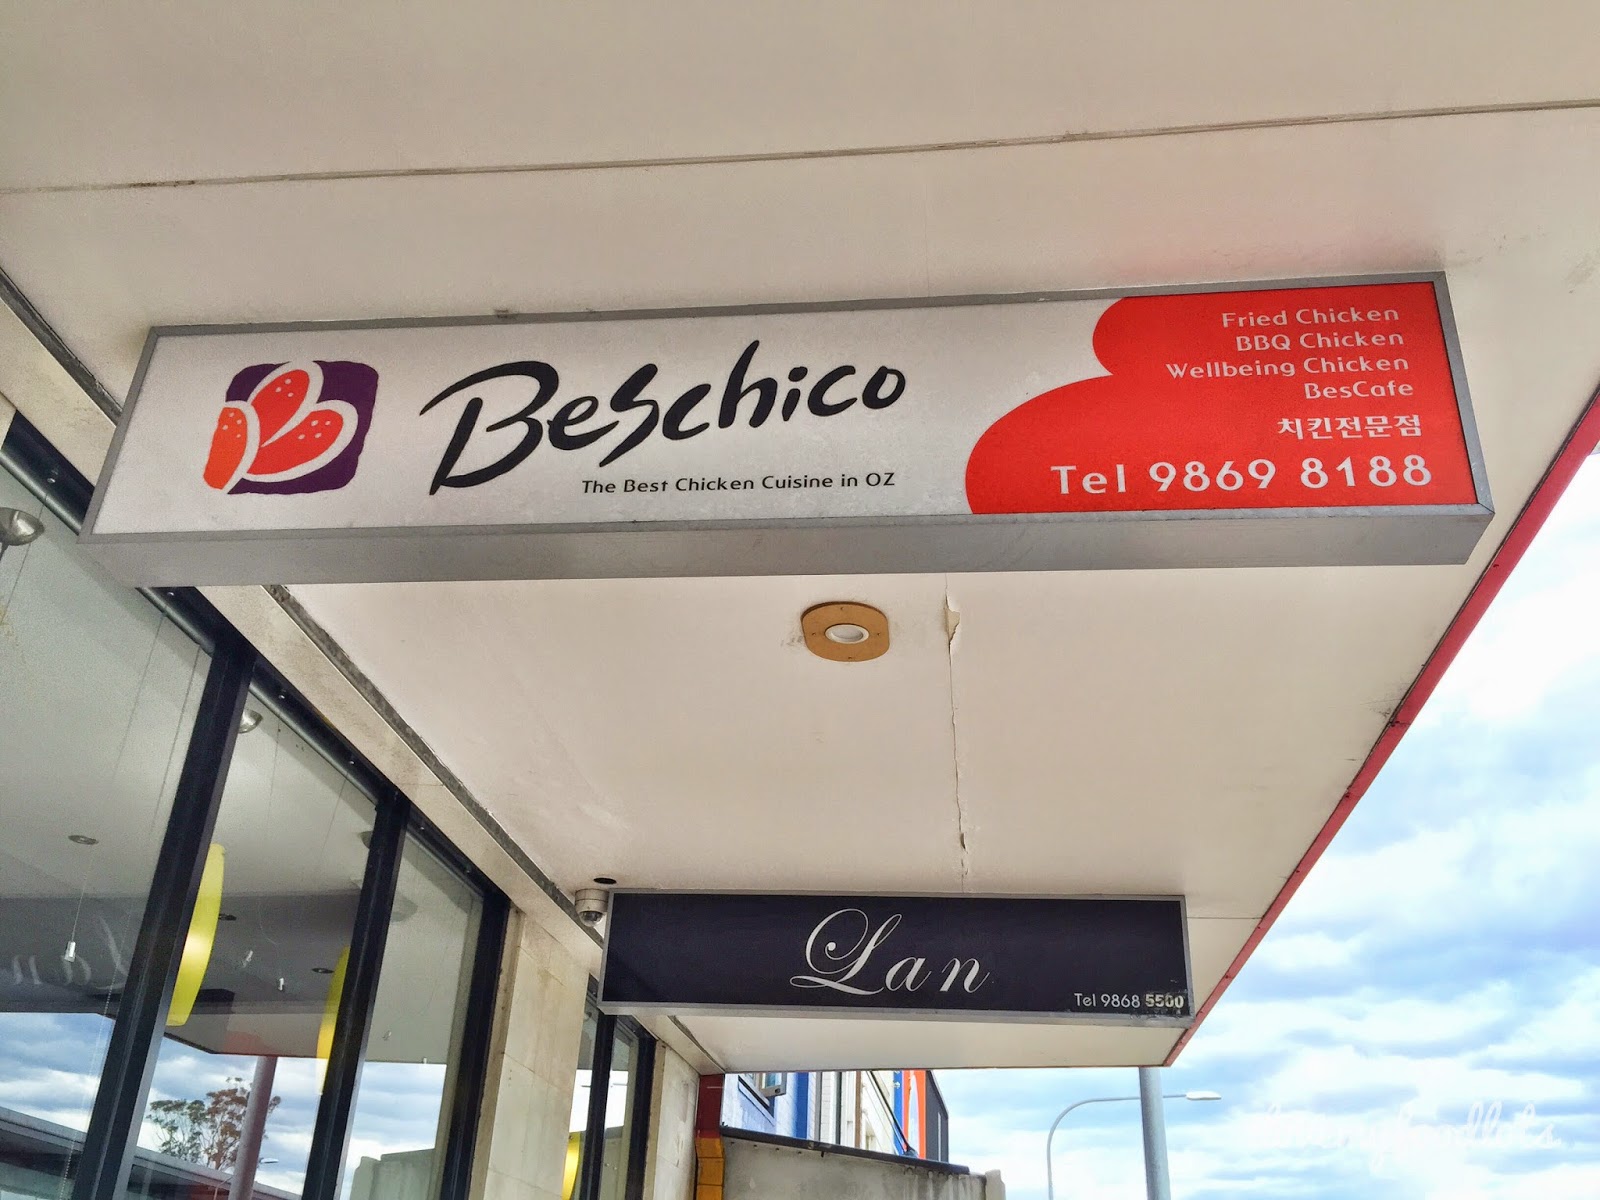 Beschico
The Best Chicken Cuisine in OZ
Fried Chicken
BBQ Chicken
Wellbeing Chicken
BesCafe
치킨전문점
Tel 9869 8188
Lan
Tel 9868 5500